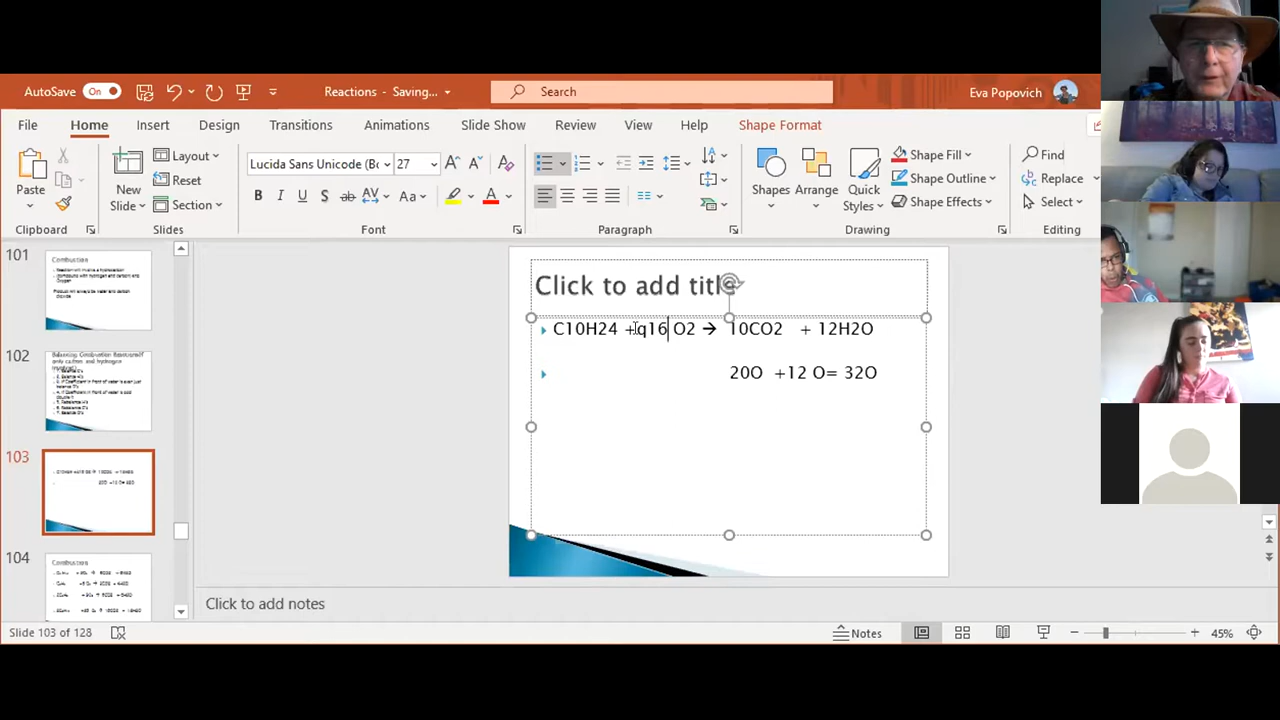 AutoSave On Reactions - Saving... Search Eva Popovich
File Home Insert Design Transitions Animations Slide Show Review View Help Shape Format
Lucida Sans Unicode (Bo 27
Paste New Slide Layout Reset Section Shapes Arrange Quick Styles Shape Fill Shape Outline Shape Effects Find Replace Select
Clipboard Slides Font Paragraph Drawing Editing
101
Combustion
102
103
104
Combustion
Click to add title
C10H24 +q16 O2 → 10CO2 + 12H2O
20O +12 O= 32O
Click to add notes
Slide 103 of 128 Notes 45%